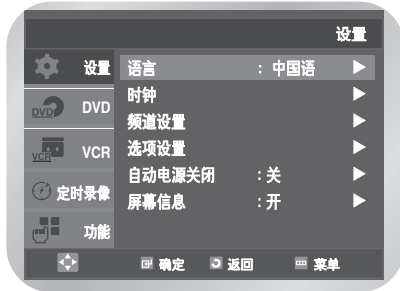 设置
设置
语言 : 中国语
时钟
DVD DVD
频道设置
VCR VCR
选项设置
自动电源关闭 : 关
定时录像
屏幕信息 : 开
功能
确定 返回 菜单